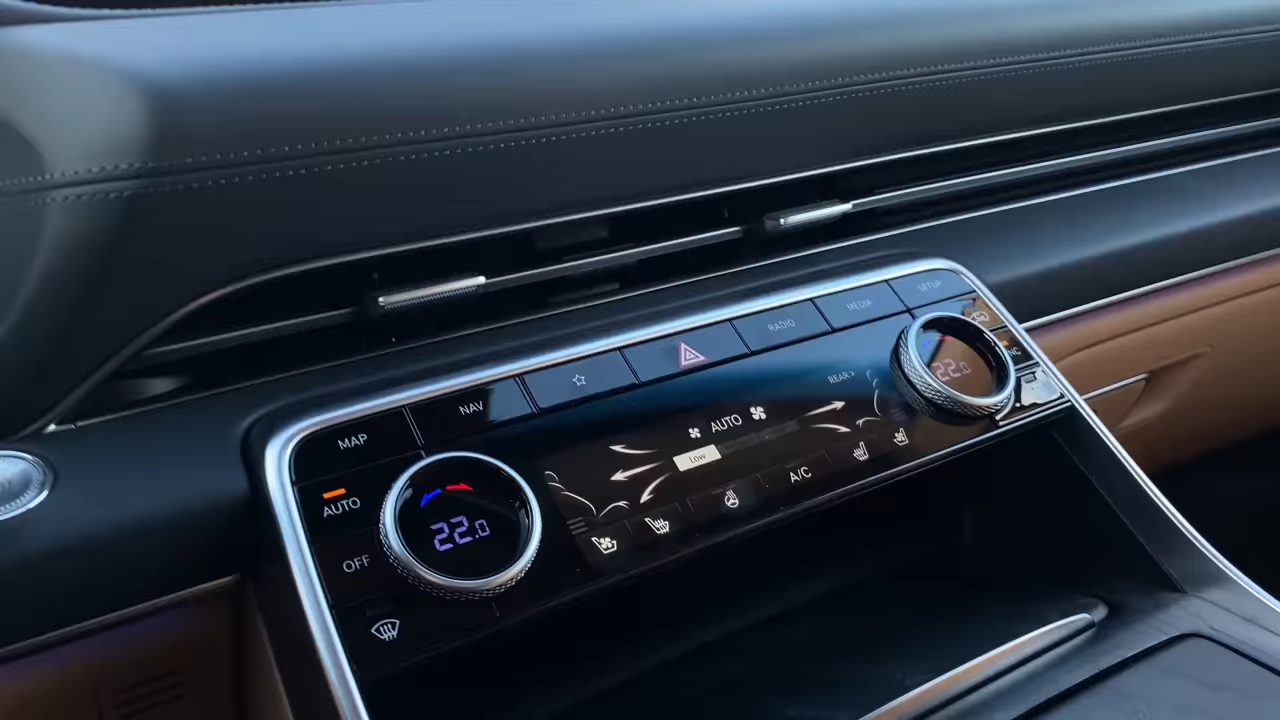 MAP
NAV
RADIO
MEDIA
SETUP
AUTO
OFF
22.0
AUTO
Low
REAR >
A/C
22.0